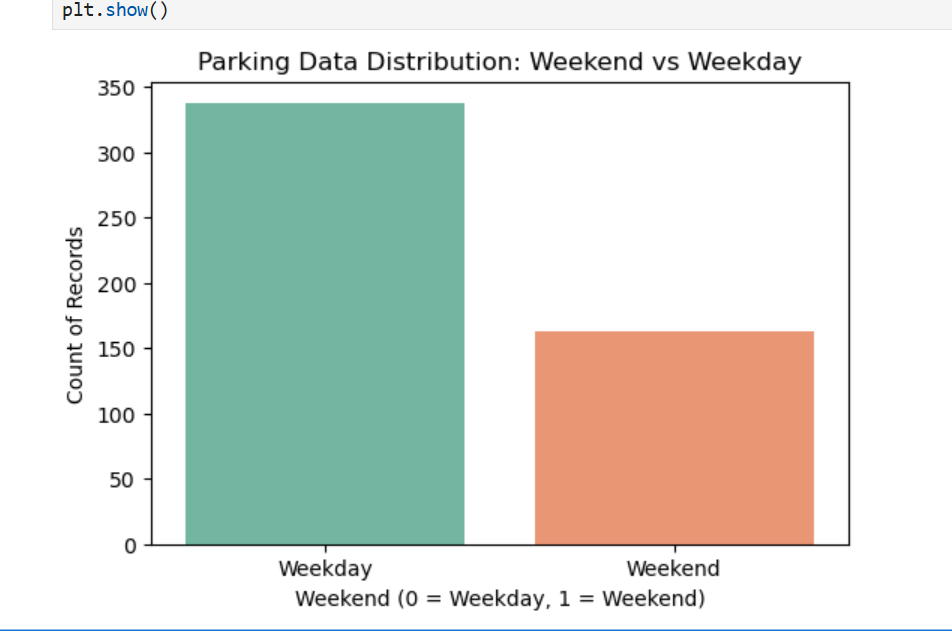 plt.show()
Parking Data Distribution: Weekend vs Weekday
350
300
250
200
150
100
50
0
Count of Records
Weekday Weekend
Weekend (0 = Weekday, 1 = Weekend)